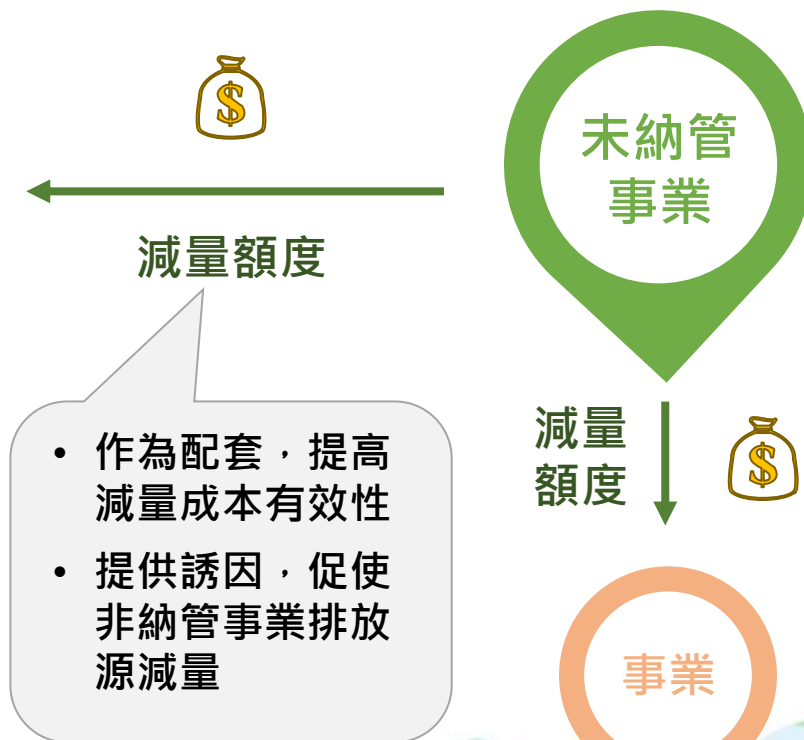 $
未納管
事業
減量額度
• 作為配套，提高
減量成本有效性
• 提供誘因，促使
非納管事業排放
源減量
減量
額度
$
事業